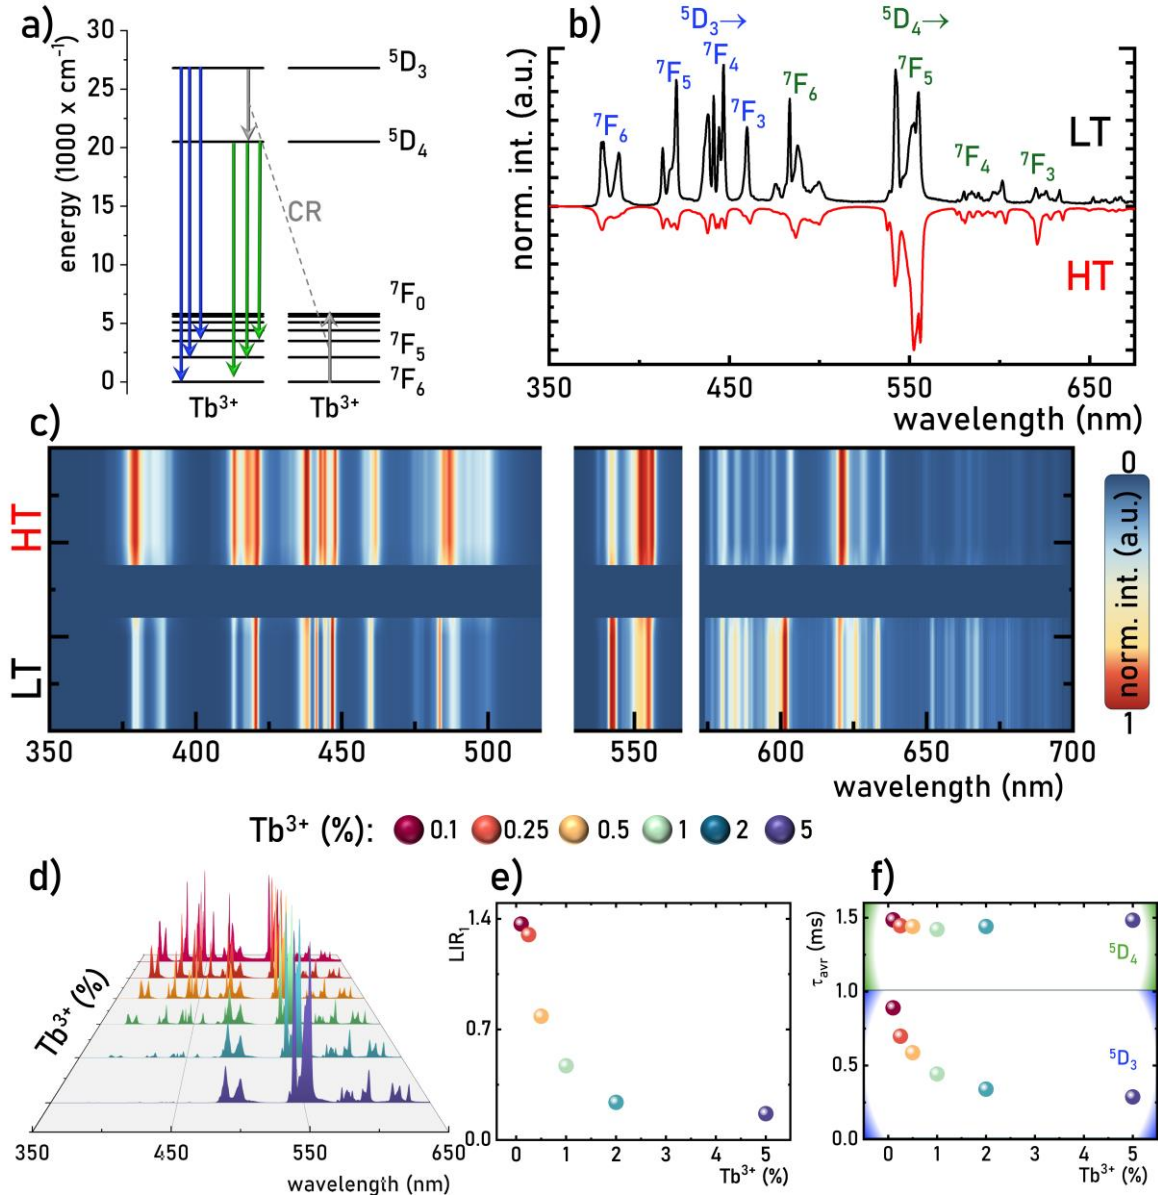 a)
energy (1000 x cm⁻¹)
30
25
20
15
10
5
0
⁵D₃
⁵D₄
CR
⁷F₀
⁷F₅
⁷F₆
Tb³⁺
Tb³⁺
b)
⁵D₃→
⁵D₄→
norm. int. (a.u.)
⁷F₆
⁷F₅
⁷F₄
⁷F₃
⁷F₆
⁷F₅
⁷F₄
⁷F₃
LT
HT
350
450
550
650
wavelength (nm)
c)
HT
LT
350
400
450
500
550
600
650
700
wavelength (nm)
0
norm. int. (a.u.)
1
Tb³⁺ (%): 0.1 0.25 0.5 1 2 5
d)
Tb³⁺ (%)
350
450
550
650
wavelength (nm)
e)
LIR₁
1.4
0.7
0.0
0 1 2 3 4 5
Tb³⁺ (%)
f)
τₐᵥᵣ (ms)
1.5
1.0
0.5
0.0
⁵D₄
⁵D₃
0 1 2 3 4 5
Tb³⁺ (%)